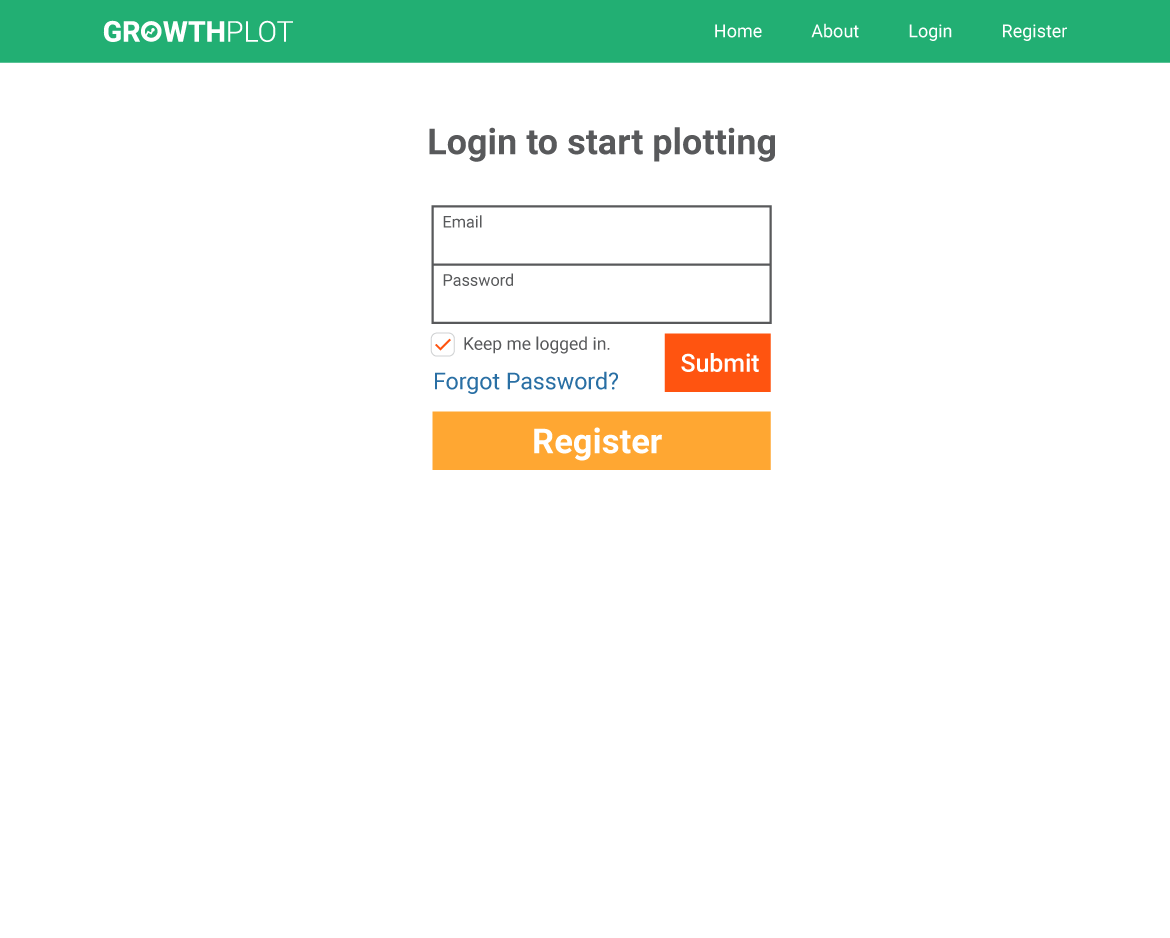 GROWTHPLOT Home About Login Register
Login to start plotting
Email
Password
Keep me logged in.
Forgot Password?
Submit
Register